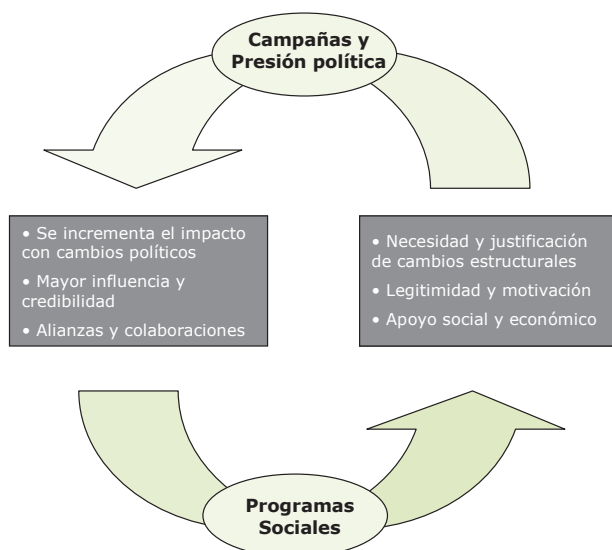 Campañas y
Presión política
• Se incrementa el impacto
con cambios políticos
• Mayor influencia y
credibilidad
• Alianzas y colaboraciones
• Necesidad y justificación
de cambios estructurales
• Legitimidad y motivación
• Apoyo social y económico
Programas
Sociales